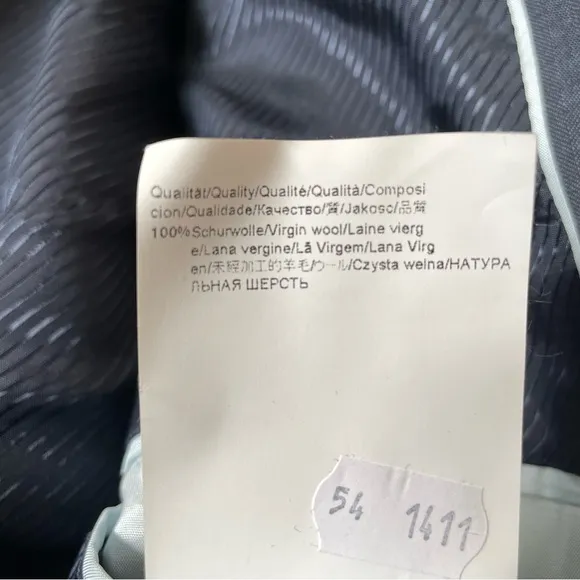 Qualität/Quality/Qualité/Qualità/Composi
cion/Qualidade/Качество/質/Jakosc/品質
100%Schurwolle/Virgin wool/Laine vierg
e/Lana vergine/Lã Virgem/Lana Virg
en/未經加工的羊毛/ウール/Czysta welna/НАТУРА
ЛЬНАЯ ШЕРСТЬ
54 1411